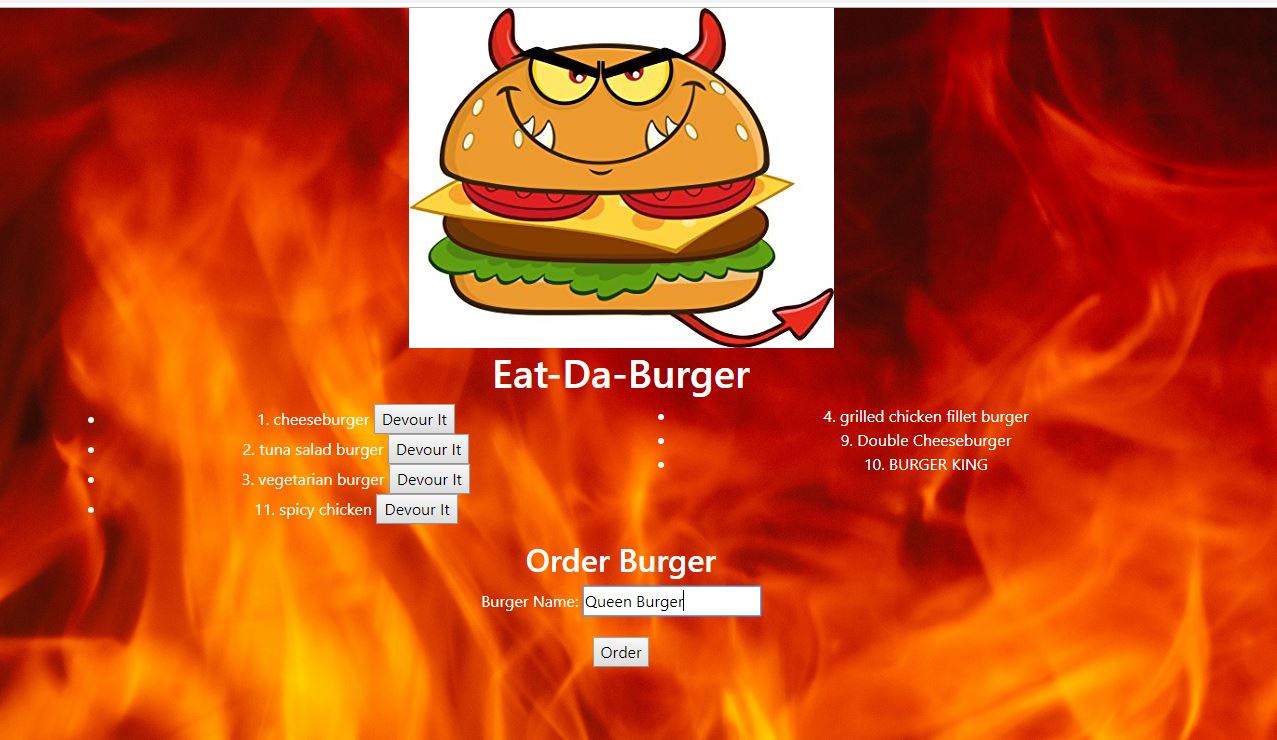 Eat-Da-Burger
1. cheeseburger Devour It
2. tuna salad burger Devour It
3. vegetarian burger Devour It
11. spicy chicken Devour It
4. grilled chicken fillet burger
9. Double Cheeseburger
10. BURGER KING
Order Burger
Burger Name: Queen Burger
Order